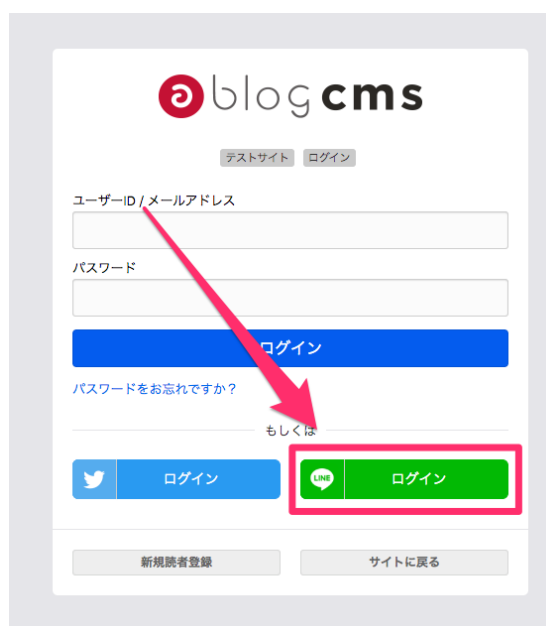 a blog cms
テストサイト ログイン
ユーザーID / メールアドレス
パスワード
ログイン
パスワードをお忘れですか？
もしくは
ログイン
LINE ログイン
新規読者登録 サイトに戻る